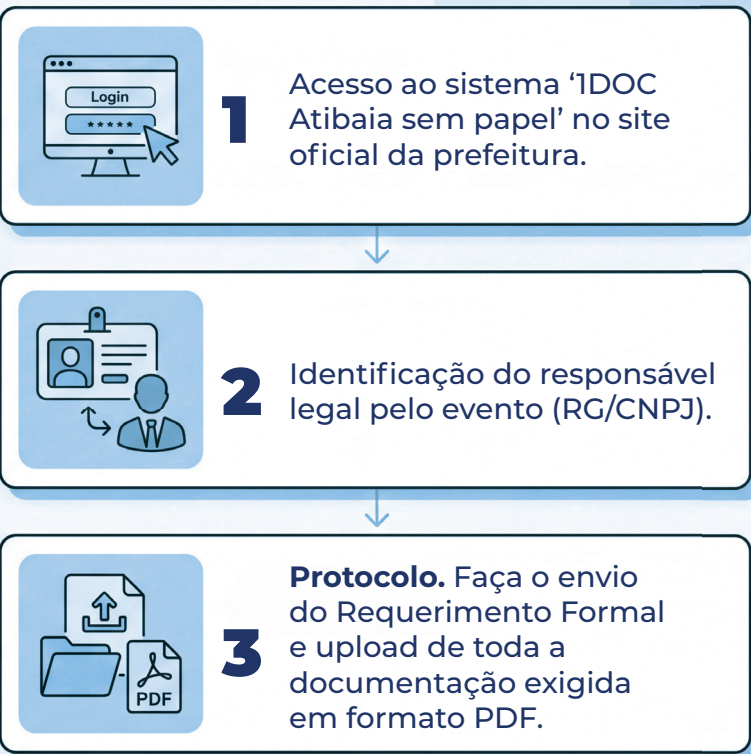 Login
*****
1
Acesso ao sistema ‘1DOC
Atibaia sem papel’ no site
oficial da prefeitura.
2
Identificação do responsável
legal pelo evento (RG/CNPJ).
3
Protocolo. Faça o envio
do Requerimento Formal
e upload de toda a
documentação exigida
em formato PDF.
PDF